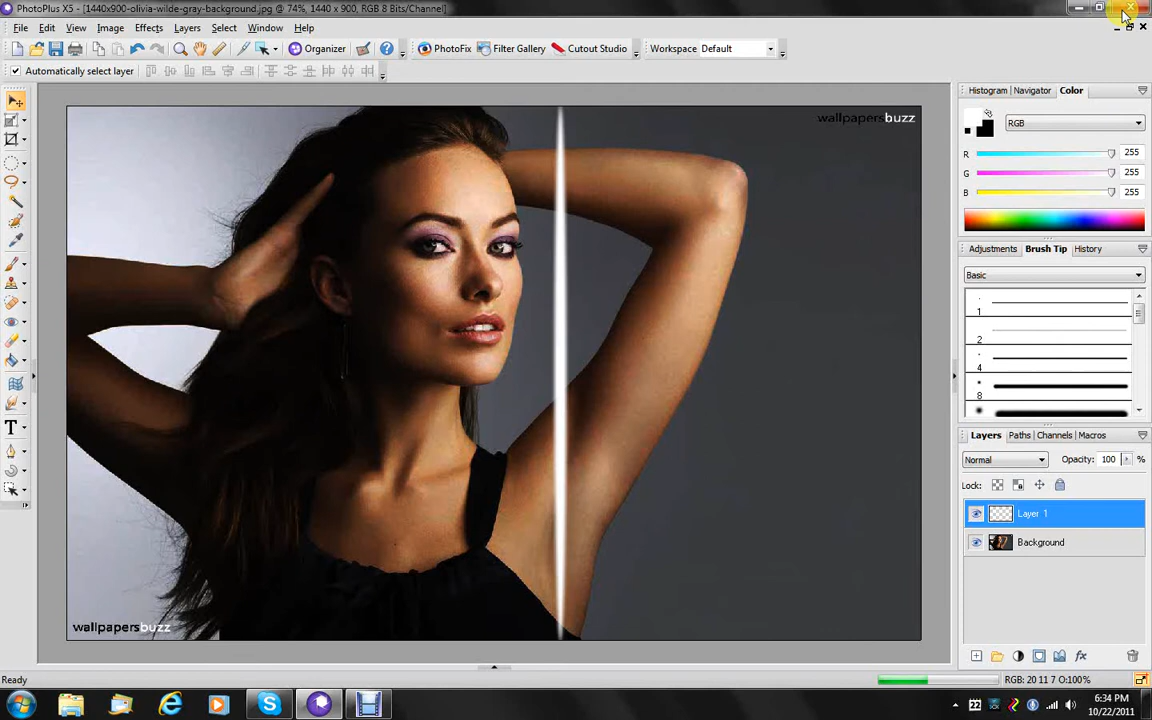 PhotoPlus X5 - [1440x900-olivia-wilde-gray-background.jpg @ 74%, 1440 x 900, RGB 8 Bits/Channel]
File Edit View Image Effects Layers Select Window Help
Organizer PhotoFix Filter Gallery Cutout Studio Workspace Default
Automatically select layer
Histogram Navigator Color
wallpapersbuzz
RGB
R 255
G 255
B 255
Adjustments Brush Tip History
Basic
1
2
4
8
Layers Paths Channels Macros
Normal Opacity: 100 %
Lock:
Layer 1
Background
wallpapersbuzz
Ready RGB: 20 11 7 O:100%
T
22
6:34 PM
10/22/2011